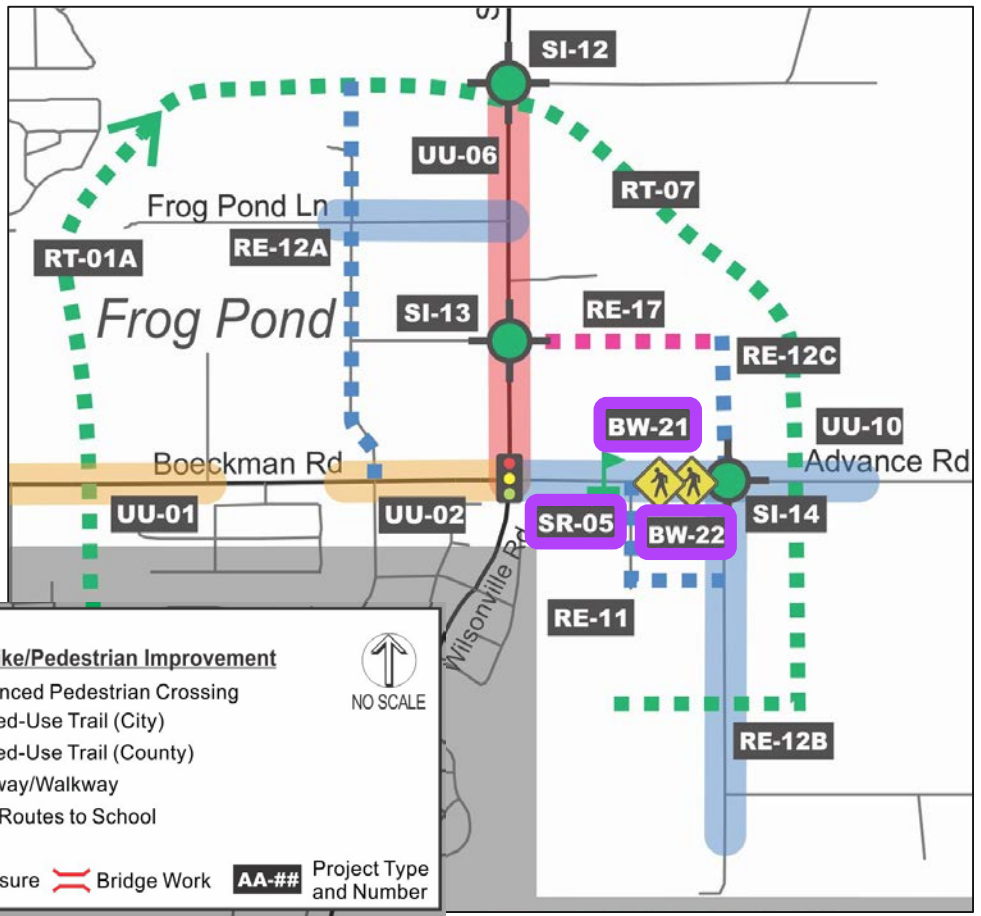 SI-12
UU-06
RT-07
Frog Pond Ln
RE-12A
RT-01A
Frog Pond
SI-13
RE-17
RE-12C
BW-21
UU-10
Boeckman Rd
Advance Rd
UU-01
UU-02
SR-05
BW-22
SI-14
Wilsonville Rd
RE-11
RE-12B
ike/Pedestrian Improvement
nced Pedestrian Crossing
ed-Use Trail (City)
ed-Use Trail (County)
way/Walkway
Routes to School
NO SCALE
sure
Bridge Work
AA-##
Project Type
and Number